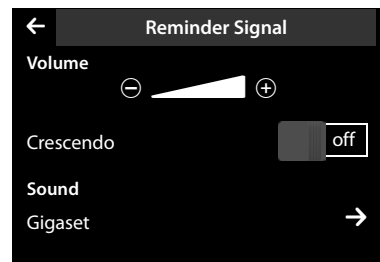 Reminder Signal
Volume
Crescendo off
Sound
Gigaset